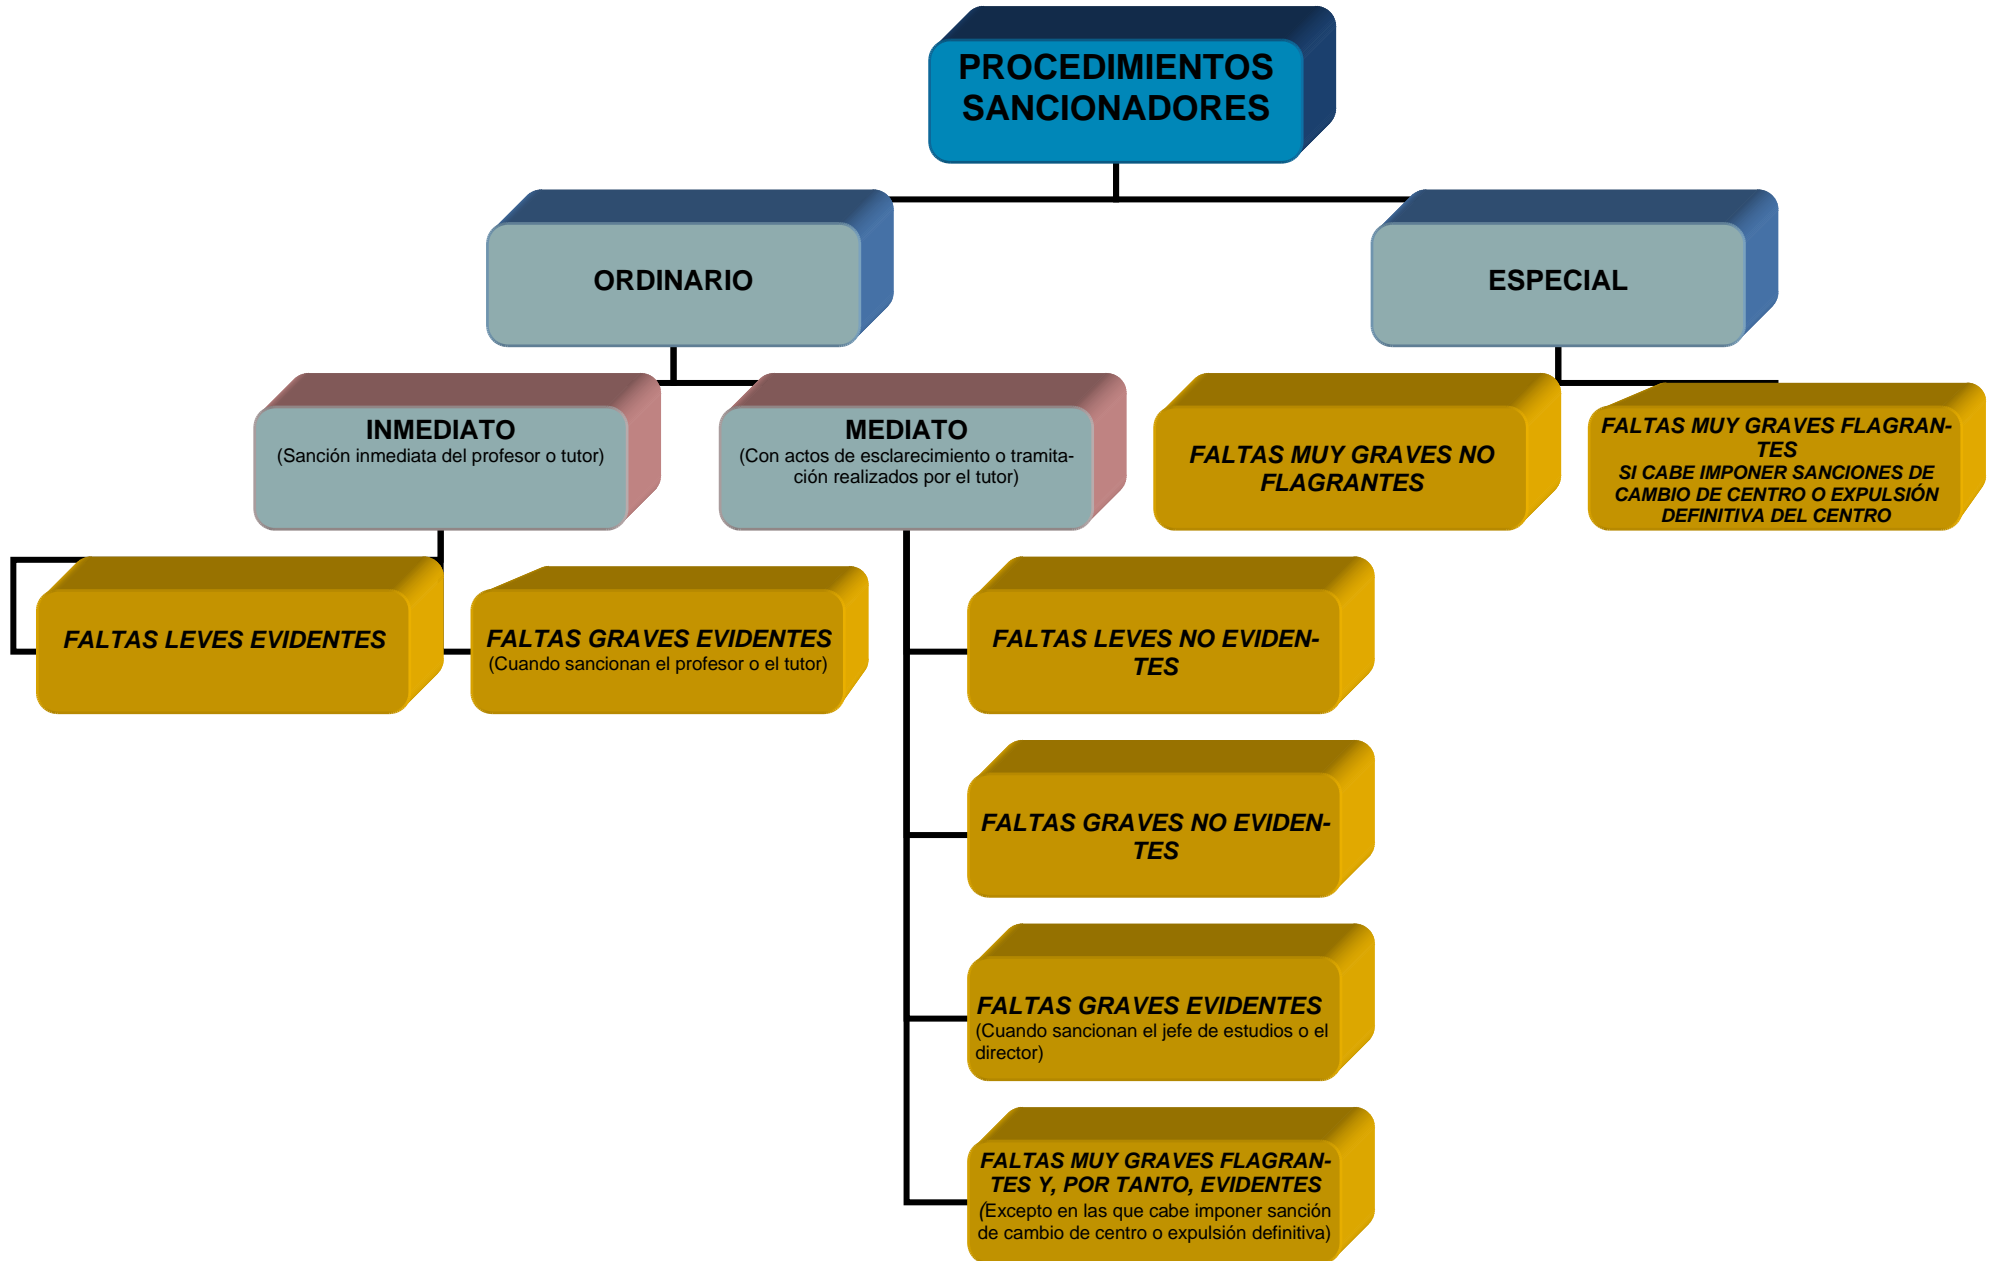 PROCEDIMIENTOS
SANCIONADORES
ORDINARIO
ESPECIAL
INMEDIATO
(Sanción inmediata del profesor o tutor)
MEDIATO
(Con actos de esclarecimiento o tramita-
ción realizados por el tutor)
FALTAS MUY GRAVES NO
FLAGRANTES
FALTAS MUY GRAVES FLAGRAN-
TES
SI CABE IMPONER SANCIONES DE
CAMBIO DE CENTRO O EXPULSIÓN
DEFINITIVA DEL CENTRO
FALTAS LEVES EVIDENTES
FALTAS GRAVES EVIDENTES
(Cuando sancionan el profesor o el tutor)
FALTAS LEVES NO EVIDEN-
TES
FALTAS GRAVES NO EVIDEN-
TES
FALTAS GRAVES EVIDENTES
(Cuando sancionan el jefe de estudios o el
director)
FALTAS MUY GRAVES FLAGRAN-
TES Y, POR TANTO, EVIDENTES
(Excepto en las que cabe imponer sanción
de cambio de centro o expulsión definitiva)